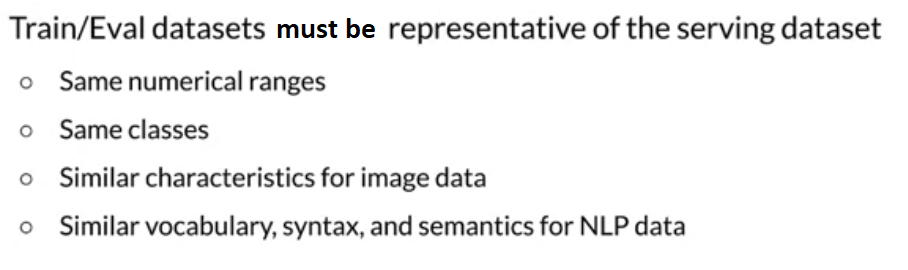 Train/Eval datasets must be representative of the serving dataset
○ Same numerical ranges
○ Same classes
○ Similar characteristics for image data
○ Similar vocabulary, syntax, and semantics for NLP data